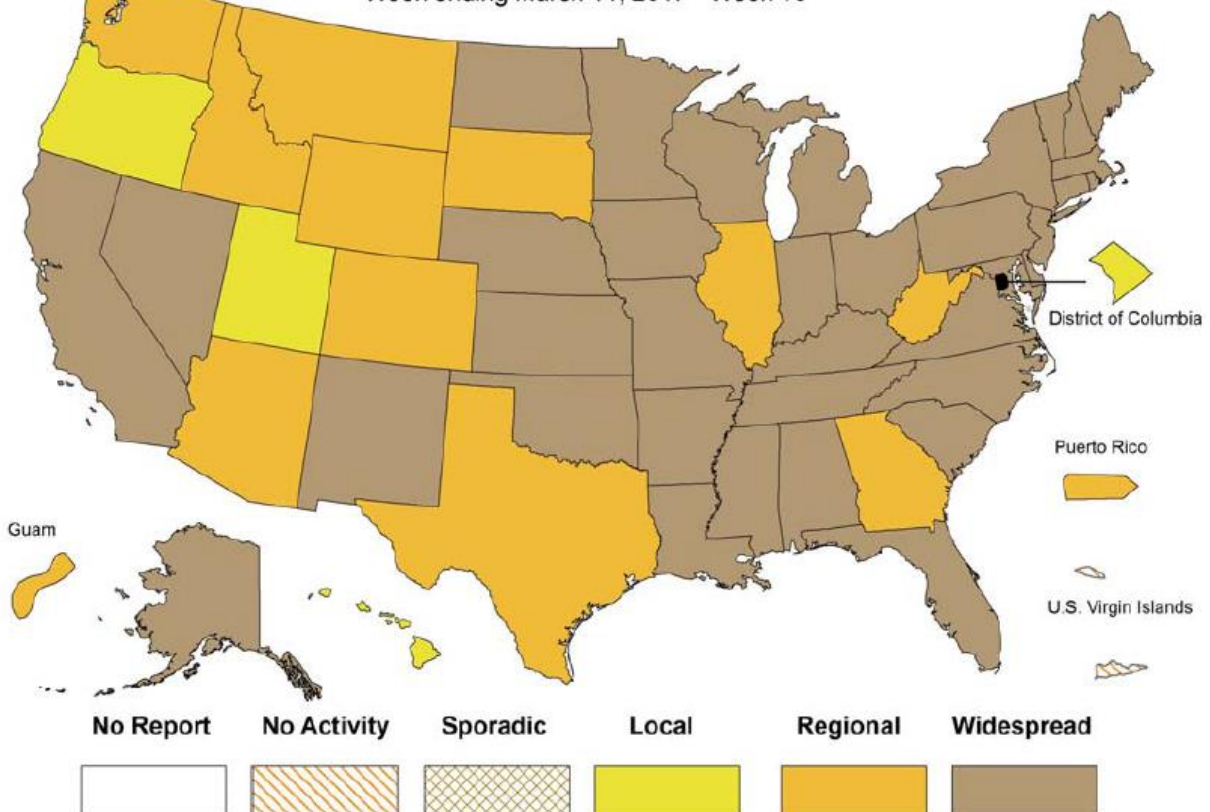 District of Columbia
Puerto Rico
Guam
U.S. Virgin Islands
No Report
No Activity
Sporadic
Local
Regional
Widespread